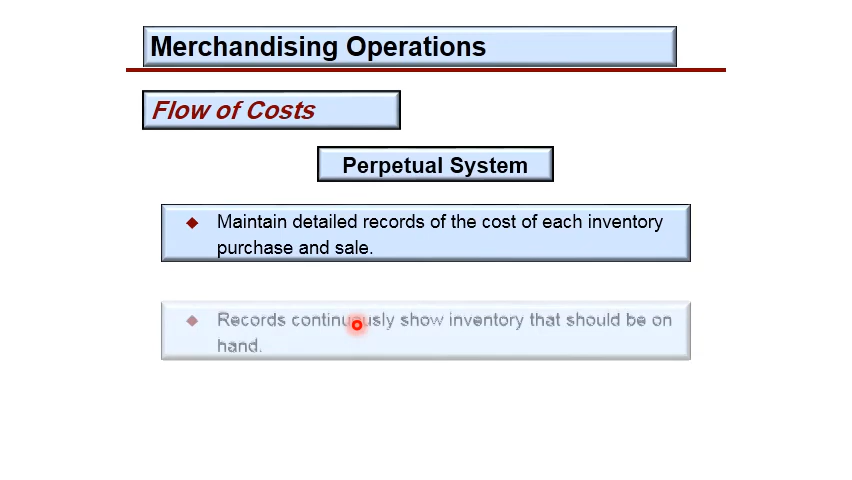 Merchandising Operations
Flow of Costs
Perpetual System
Maintain detailed records of the cost of each inventory
purchase and sale.
Records continuously show inventory that should be on
hand.